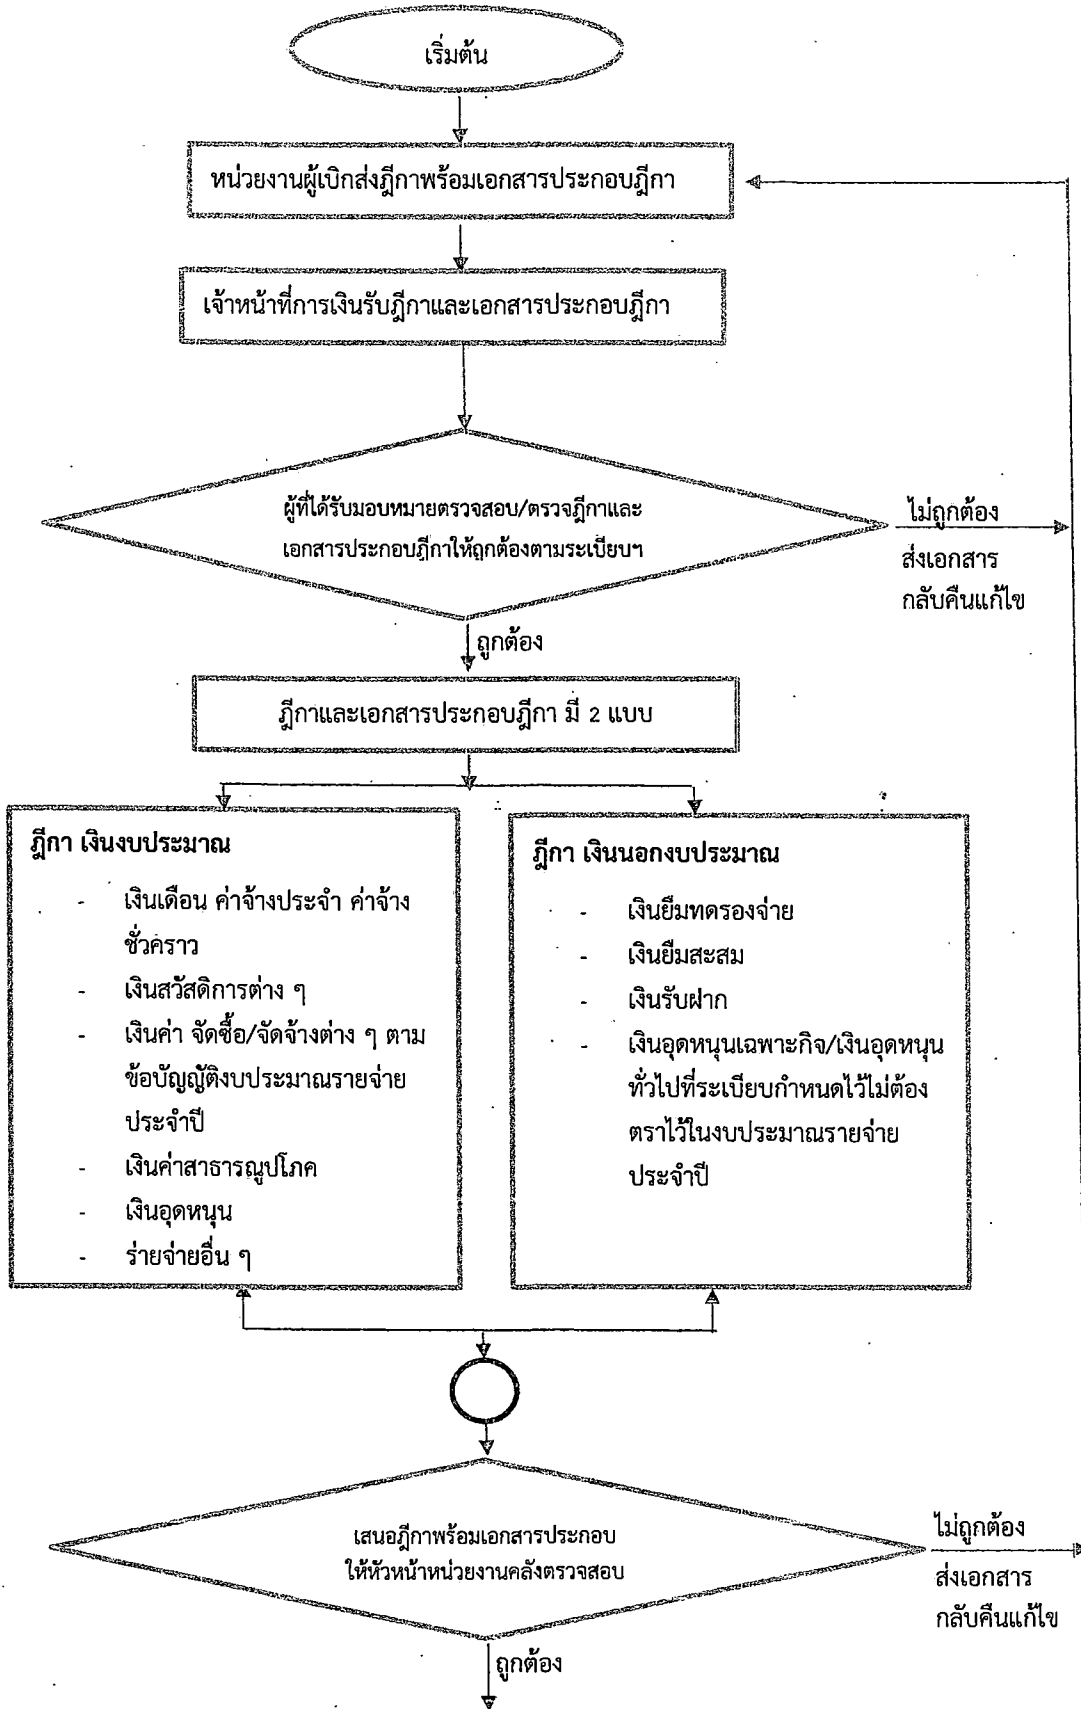 เริ่มต้น
หน่วยงานผู้เบิกส่งฎีกาพร้อมเอกสารประกอบฎีกา
เจ้าหน้าที่การเงินรับฎีกาและเอกสารประกอบฎีกา
ผู้ที่ได้รับมอบหมายตรวจสอบ/ตรวจฎีกาและ
เอกสารประกอบฎีกาให้ถูกต้องตามระเบียบฯ
ไม่ถูกต้อง
ส่งเอกสาร
กลับคืนแก้ไข
ถูกต้อง
ฎีกาและเอกสารประกอบฎีกา มี 2 แบบ
ฎีกา เงินงบประมาณ
- เงินเดือน ค่าจ้างประจำ ค่าจ้าง
ชั่วคราว
- เงินสวัสดิการต่าง ๆ
- เงินค่า จัดซื้อ/จัดจ้างต่าง ๆ ตาม
ข้อบัญญัติงบประมาณรายจ่าย
ประจำปี
- เงินค่าสาธารณูปโภค
- เงินอุดหนุน
- ร่ายจ่ายอื่น ๆ
ฎีกา เงินนอกงบประมาณ
- เงินยืมทดรองจ่าย
- เงินยืมสะสม
- เงินรับฝาก
- เงินอุดหนุนเฉพาะกิจ/เงินอุดหนุน
ทั่วไปที่ระเบียบกำหนดไว้ไม่ต้อง
ตราไว้ในงบประมาณรายจ่าย
ประจำปี
เสนอฎีกาพร้อมเอกสารประกอบ
ให้หัวหน้าหน่วยงานคลังตรวจสอบ
ไม่ถูกต้อง
ส่งเอกสาร
กลับคืนแก้ไข
ถูกต้อง